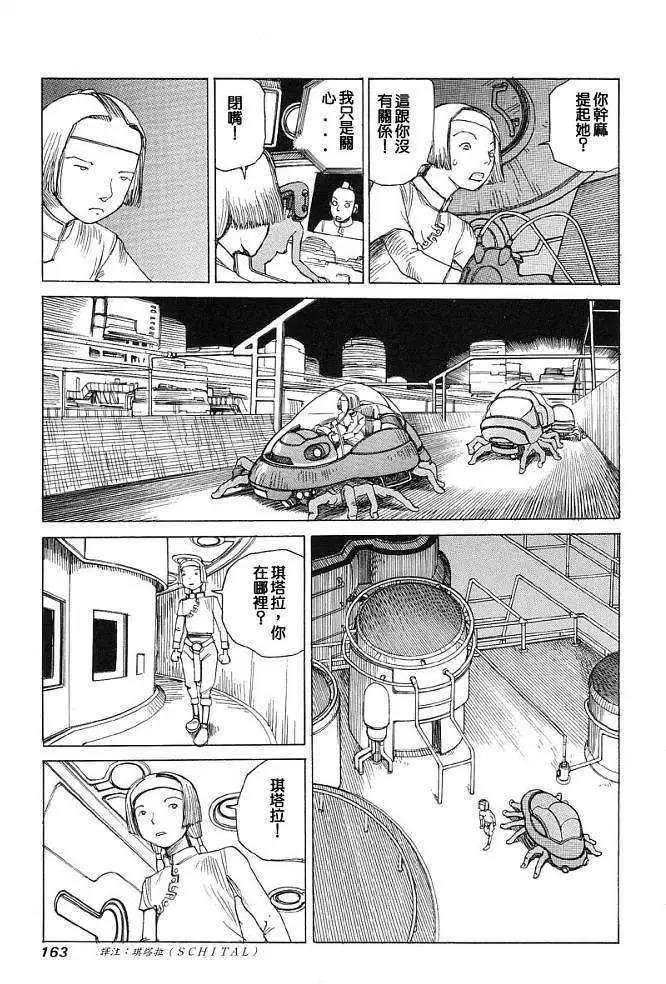 你幹麻
提起她?
這跟你沒
有關係!
我只是關
心...
閉嘴!
琪塔拉，你
在哪裡?
琪塔拉!
163
譯注：琪塔拉(SCHITAL)